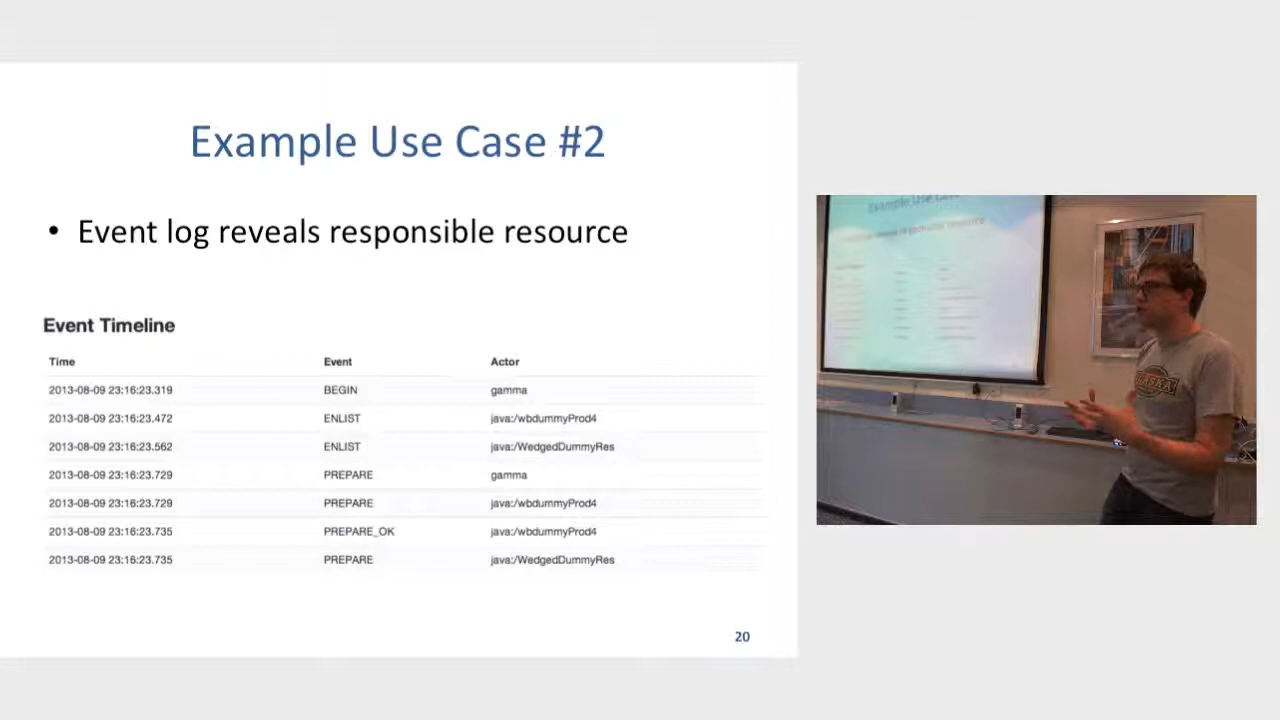 Example Use Case #2
• Event log reveals responsible resource
Event Timeline
Time Event Actor
2013-08-09 23:16:23.319 BEGIN gamma
2013-08-09 23:16:23.472 ENLIST java:/wbdummyProd4
2013-08-09 23:16:23.562 ENLIST java:/WedgedDummyRes
2013-08-09 23:16:23.729 PREPARE gamma
2013-08-09 23:16:23.729 PREPARE java:/wbdummyProd4
2013-08-09 23:16:23.735 PREPARE_OK java:/wbdummyProd4
2013-08-09 23:16:23.735 PREPARE java:/WedgedDummyRes
20
Example Use Case
ALASKA